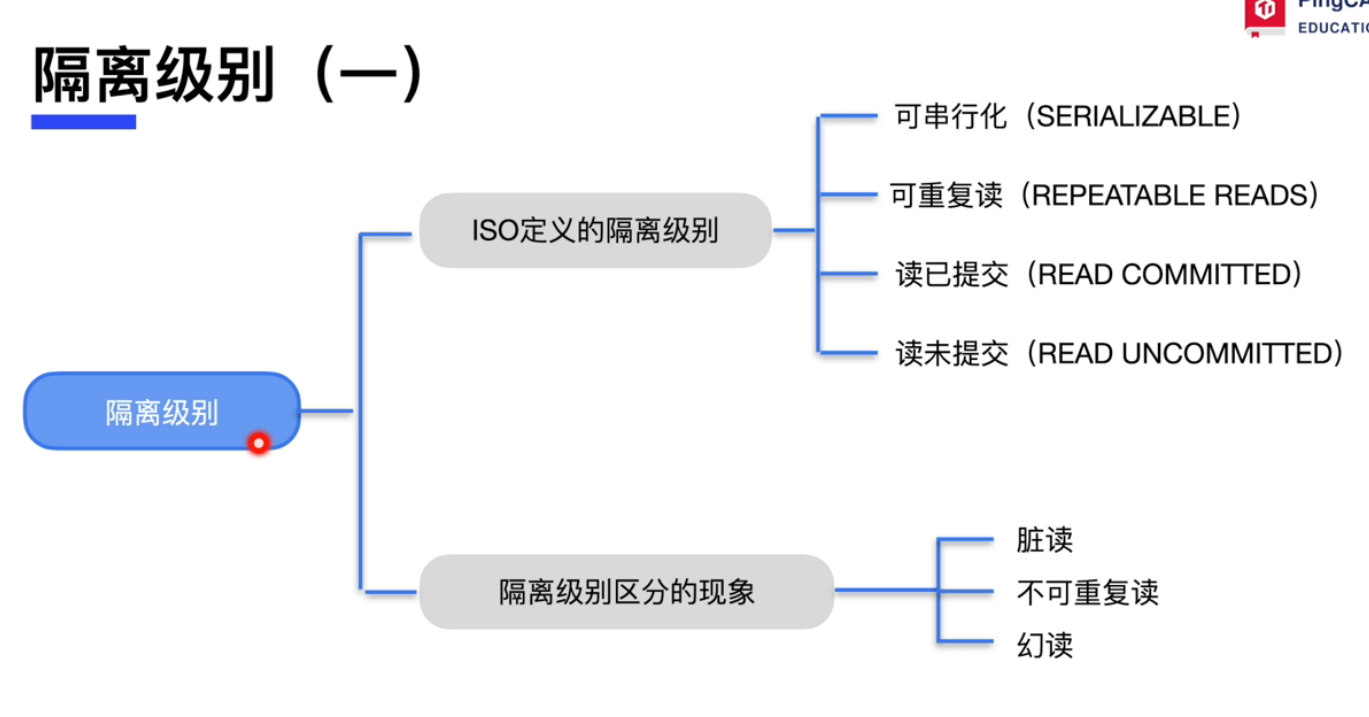 隔离级别（一）
EDUCATIO
可串行化（SERIALIZABLE）
可重复读（REPEATABLE READS）
ISO定义的隔离级别
读已提交（READ COMMITTED）
读未提交（READ UNCOMMITTED）
隔离级别
脏读
隔离级别区分的现象
不可重复读
幻读